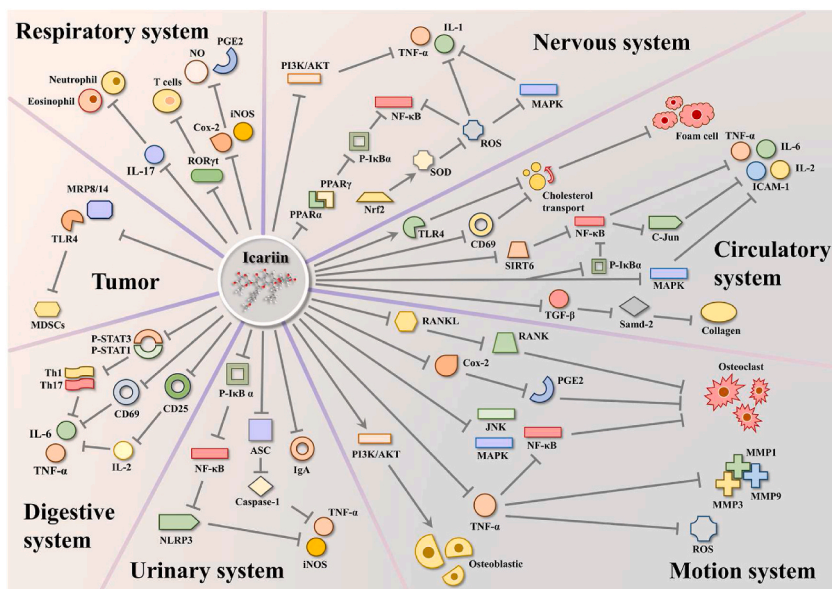 Respiratory system
NO
PGE2
Neutrophil
Eosinophil
T cells
iNOS
Cox-2
IL-17
RORγt
Nervous system
PI3K/AKT
TNF-α
IL-1
MAPK
NF-κB
ROS
P-IκBα
SOD
PPARγ
PPARα
Nrf2
Tumor
MRP8/14
TLR4
MDSCs
Icariin
Circulatory
system
Foam cell
TNF-α
IL-6
IL-2
ICAM-1
Cholesterol
transport
TLR4
CD69
NF-κB
C-Jun
SIRT6
P-IκBα
MAPK
TGF-β
Samd-2
Collagen
Digestive
system
P-STAT3
P-STAT1
Th1
Th17
CD69
CD25
IL-6
TNF-α
IL-2
Urinary system
P-IκB α
ASC
IgA
NF-κB
Caspase-1
NLRP3
TNF-α
iNOS
Motion system
RANKL
RANK
Cox-2
PGE2
Osteoclast
JNK
MAPK
NF-κB
PI3K/AKT
TNF-α
MMP1
MMP3
MMP9
ROS
Osteoblastic